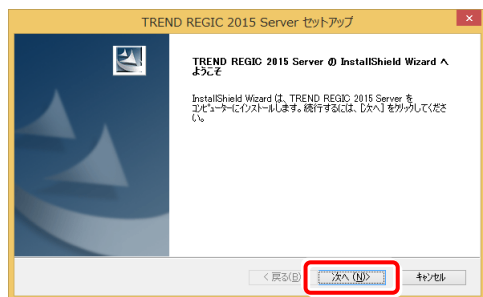 TREND REGIC 2015 Server セットアップ
TREND REGIC 2015 Server の InstallShield Wizard へ
ようこそ
InstallShield Wizard は、TREND REGIC 2015 Server を
コンピューターにインストールします。続行するには、[次へ] をクリックしてくださ
い。
< 戻る(B) 次へ (N)> キャンセル